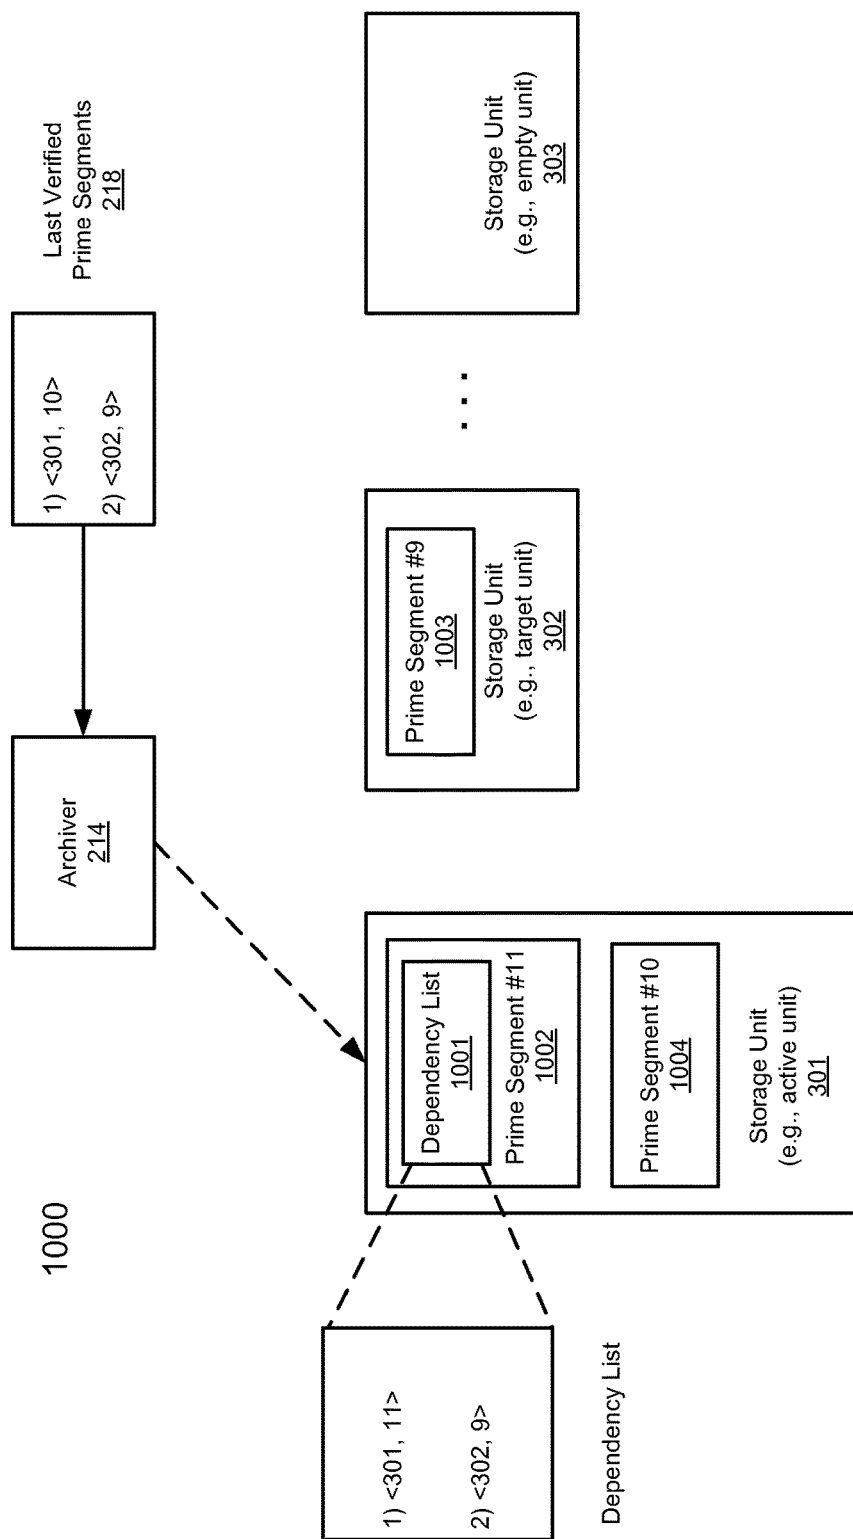 1000
Archiver
214
1) <301, 10>
2) <302, 9>
Last Verified
Prime Segments
218
1) <301, 11>
2) <302, 9>
Dependency List
Dependency List
1001
Prime Segment #11
1002
Prime Segment #10
1004
Storage Unit
(e.g., active unit)
301
Prime Segment #9
1003
Storage Unit
(e.g., target unit)
302
. . .
Storage Unit
(e.g., empty unit)
303